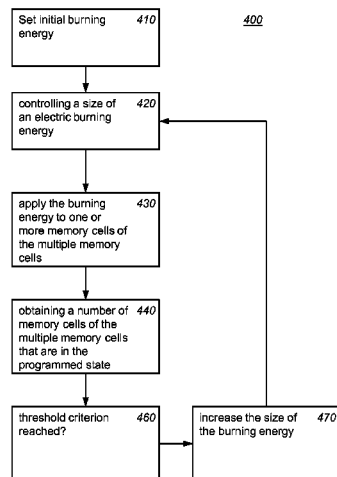 Set initial burning 410
energy
400
controlling a size of 420
an electric burning
energy
apply the burning 430
energy to one or
more memory cells of
the multiple memory
cells
obtaining a number of 440
memory cells of the
multiple memory cells
that are in the
programmed state
threshold criterion 460
reached?
increase the size of 470
the burning energy